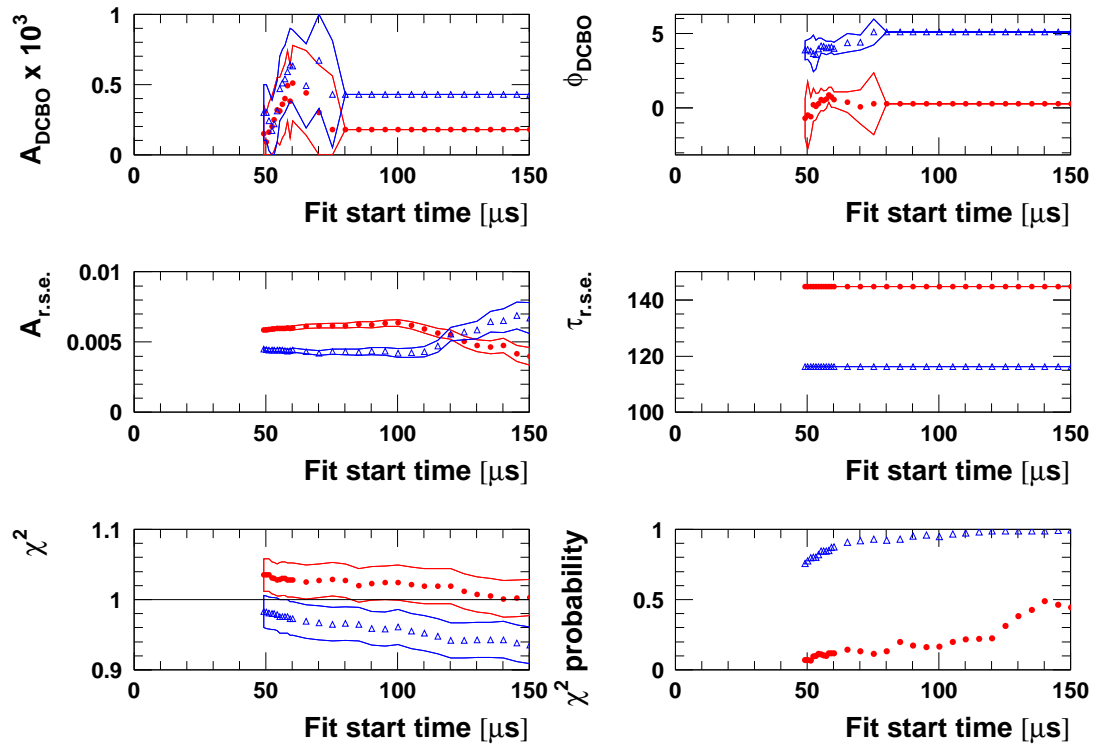 A_DCBO x 10^3
1
0.5
0
0 50 100 150
Fit start time [μs]
ϕ_DCBO
5
0
0 50 100 150
Fit start time [μs]
A_r.s.e.
0.01
0.005
0
0 50 100 150
Fit start time [μs]
τ_r.s.e.
140
120
100
0 50 100 150
Fit start time [μs]
χ^2
1.1
1
0.9
0 50 100 150
Fit start time [μs]
χ^2 probability
1
0.5
0
0 50 100 150
Fit start time [μs]